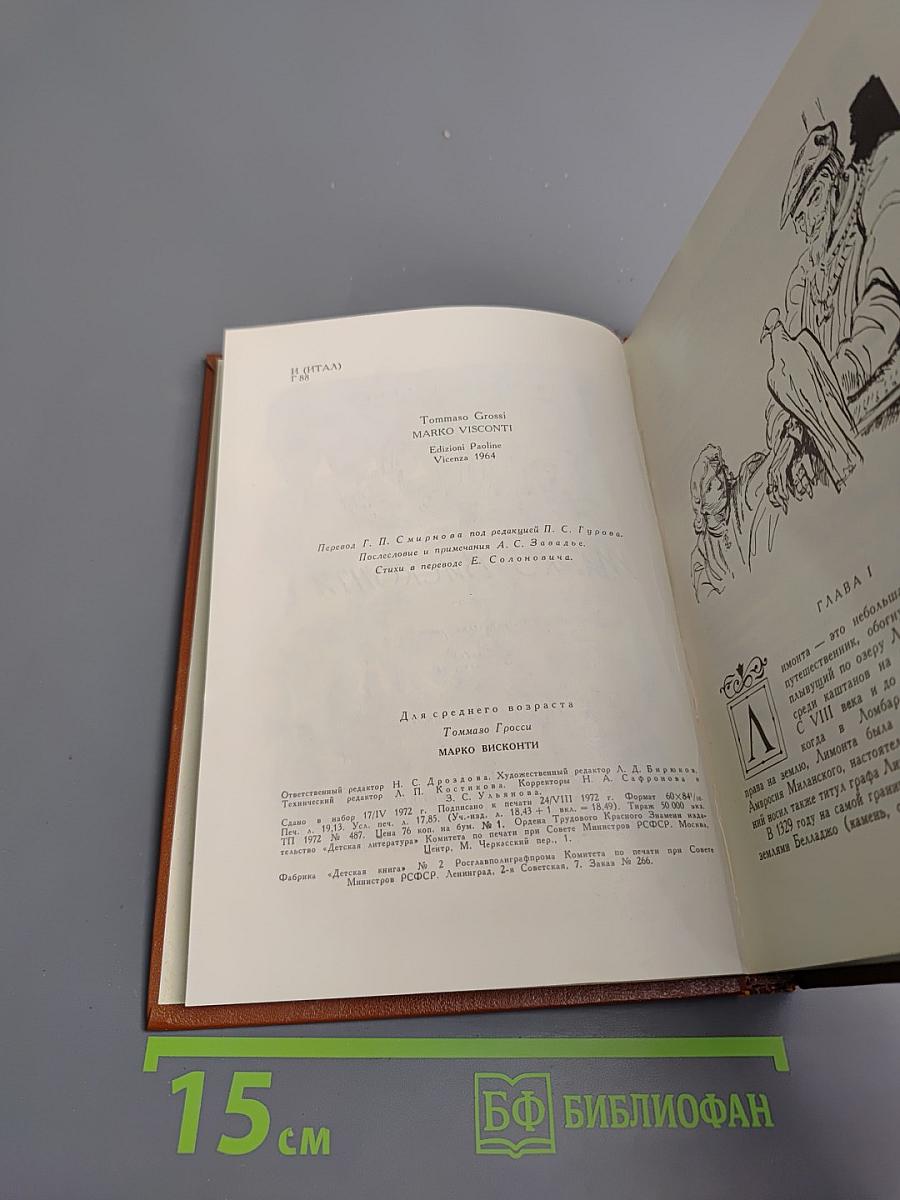 И (ИТАЛ)
Г 88
Tommaso Grossi
MARKO VISCONTI
Edizioni Paoline
Vicenza 1964
Перевод Г. П. Смирнова под редакцией П. С. Гурова.
Послесловие и примечания А. С. Завадье.
Стихи в переводе Е. Солоновича.
Для среднего возраста
Томмазо Гросси
МАРКО ВИСКОНТИ
Ответственный редактор Н. С. Дроздова. Художественный редактор Л. Д. Бирюков.
Технический редактор Л. П. Костикова. Корректоры Н. А. Сафронова и
З. С. Ульянова.
Сдано в набор 17/IV 1972 г. Подписано к печати 24/VIII 1972 г. Формат 60×84¹/₁₆.
Печ. л. 19,13. Усл. печ. л. 17,85. (Уч.-изд. л. 18,43 + 1 вкл. = 18,49). Тираж 50 000 экз.
ТП 1972 № 487. Цена 76 коп. на бум. № 1. Ордена Трудового Красного Знамени изда-
тельство «Детская литература» Комитета по печати при Совете Министров РСФСР. Москва,
Центр, М. Черкасский пер., 1.
Фабрика «Детская книга» № 2 Росглавполиграфпрома Комитета по печати при Совете
Министров РСФСР. Ленинград, 2-я Советская, 7. Заказ № 266.
ГЛАВА I
Лимонта — это небольша
путешественник, обоги
плывущий по озеру Л
среди каштанов на
С VIII века и до
когда в Ломбар
права на землю, Лимонта была
Амвросия Миланского, настоятел
ний носил также титул графа Ли
В 1329 году на самой грани
землями Белладжо (камень,
15 см
БФ БИБЛИОФАН